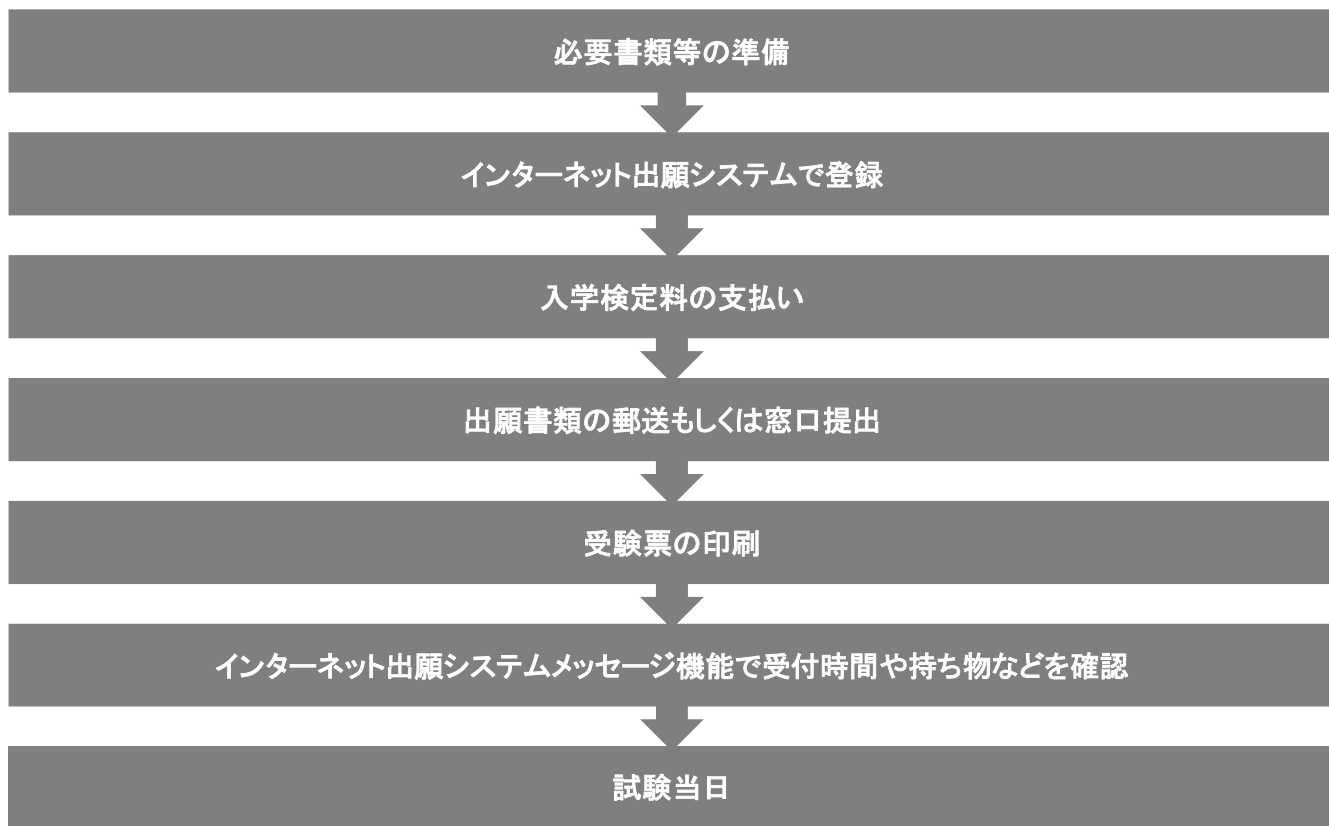 必要書類等の準備
インターネット出願システムで登録
入学検定料の支払い
出願書類の郵送もしくは窓口提出
受験票の印刷
インターネット出願システムメッセージ機能で受付時間や持ち物などを確認
試験当日